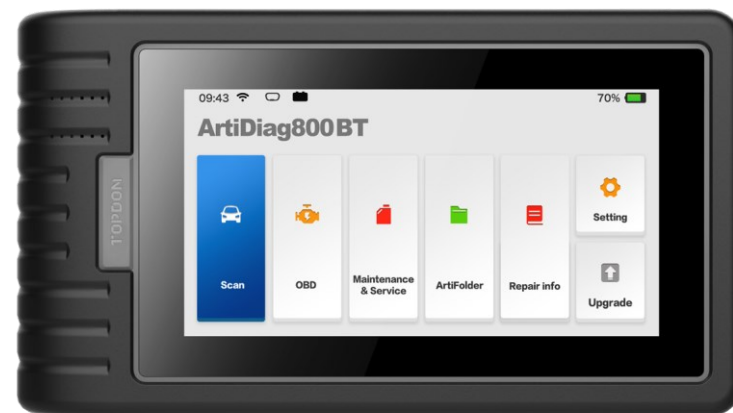 09:43
70%
ArtiDiag800BT
Scan
OBD
Maintenance
& Service
ArtiFolder
Repair info
Setting
Upgrade
TOPDON